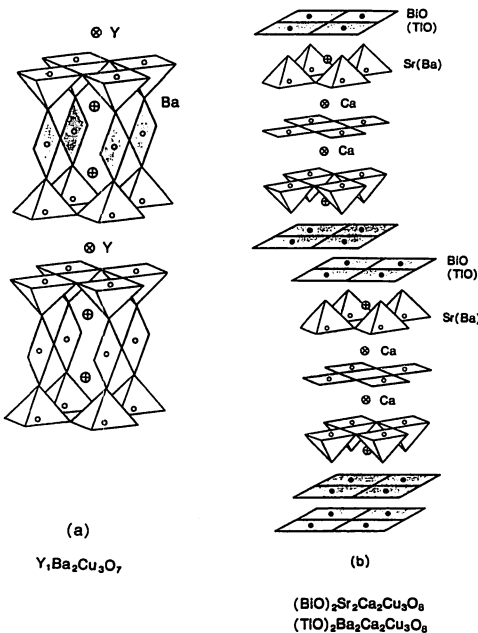 Y
Ba
Y
(a)
Y₁Ba₂Cu₃O₇
BiO
(TlO)
Sr(Ba)
Ca
Ca
BiO
(TlO)
Sr(Ba)
Ca
Ca
(b)
(BiO)₂Sr₂Ca₂Cu₃O₈
(TlO)₂Ba₂Ca₂Cu₃O₈